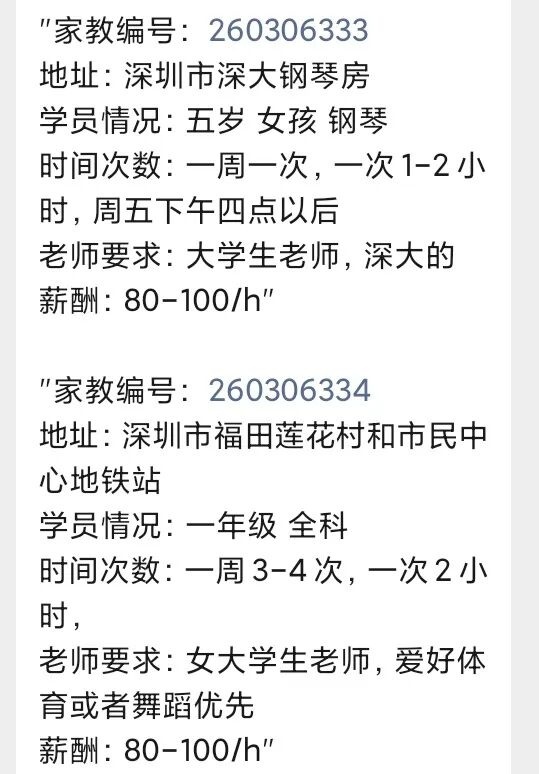 "家教编号：260306333
地址：深圳市深大钢琴房
学员情况：五岁 女孩 钢琴
时间次数：一周一次，一次1-2小
时，周五下午四点以后
老师要求：大学生老师，深大的
薪酬：80-100/h"
"家教编号：260306334
地址：深圳市福田莲花村和市民中
心地铁站
学员情况：一年级 全科
时间次数：一周3-4次，一次2小
时，
老师要求：女大学生老师，爱好体
育或者舞蹈优先
薪酬：80-100/h"